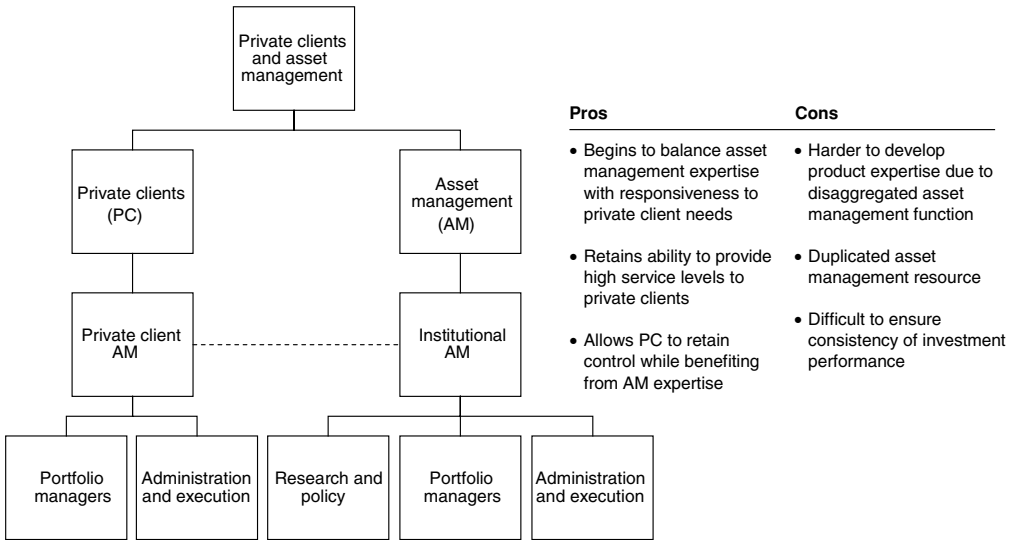 Private clients
and asset
management
Private clients
(PC)
Asset
management
(AM)
Private client
AM
Institutional
AM
Portfolio
managers
Administration
and execution
Research and
policy
Portfolio
managers
Administration
and execution
Pros
• Begins to balance asset
management expertise
with responsiveness to
private client needs
• Retains ability to provide
high service levels to
private clients
• Allows PC to retain
control while benefiting
from AM expertise
Cons
• Harder to develop
product expertise due to
disaggregated asset
management function
• Duplicated asset
management resource
• Difficult to ensure
consistency of investment
performance